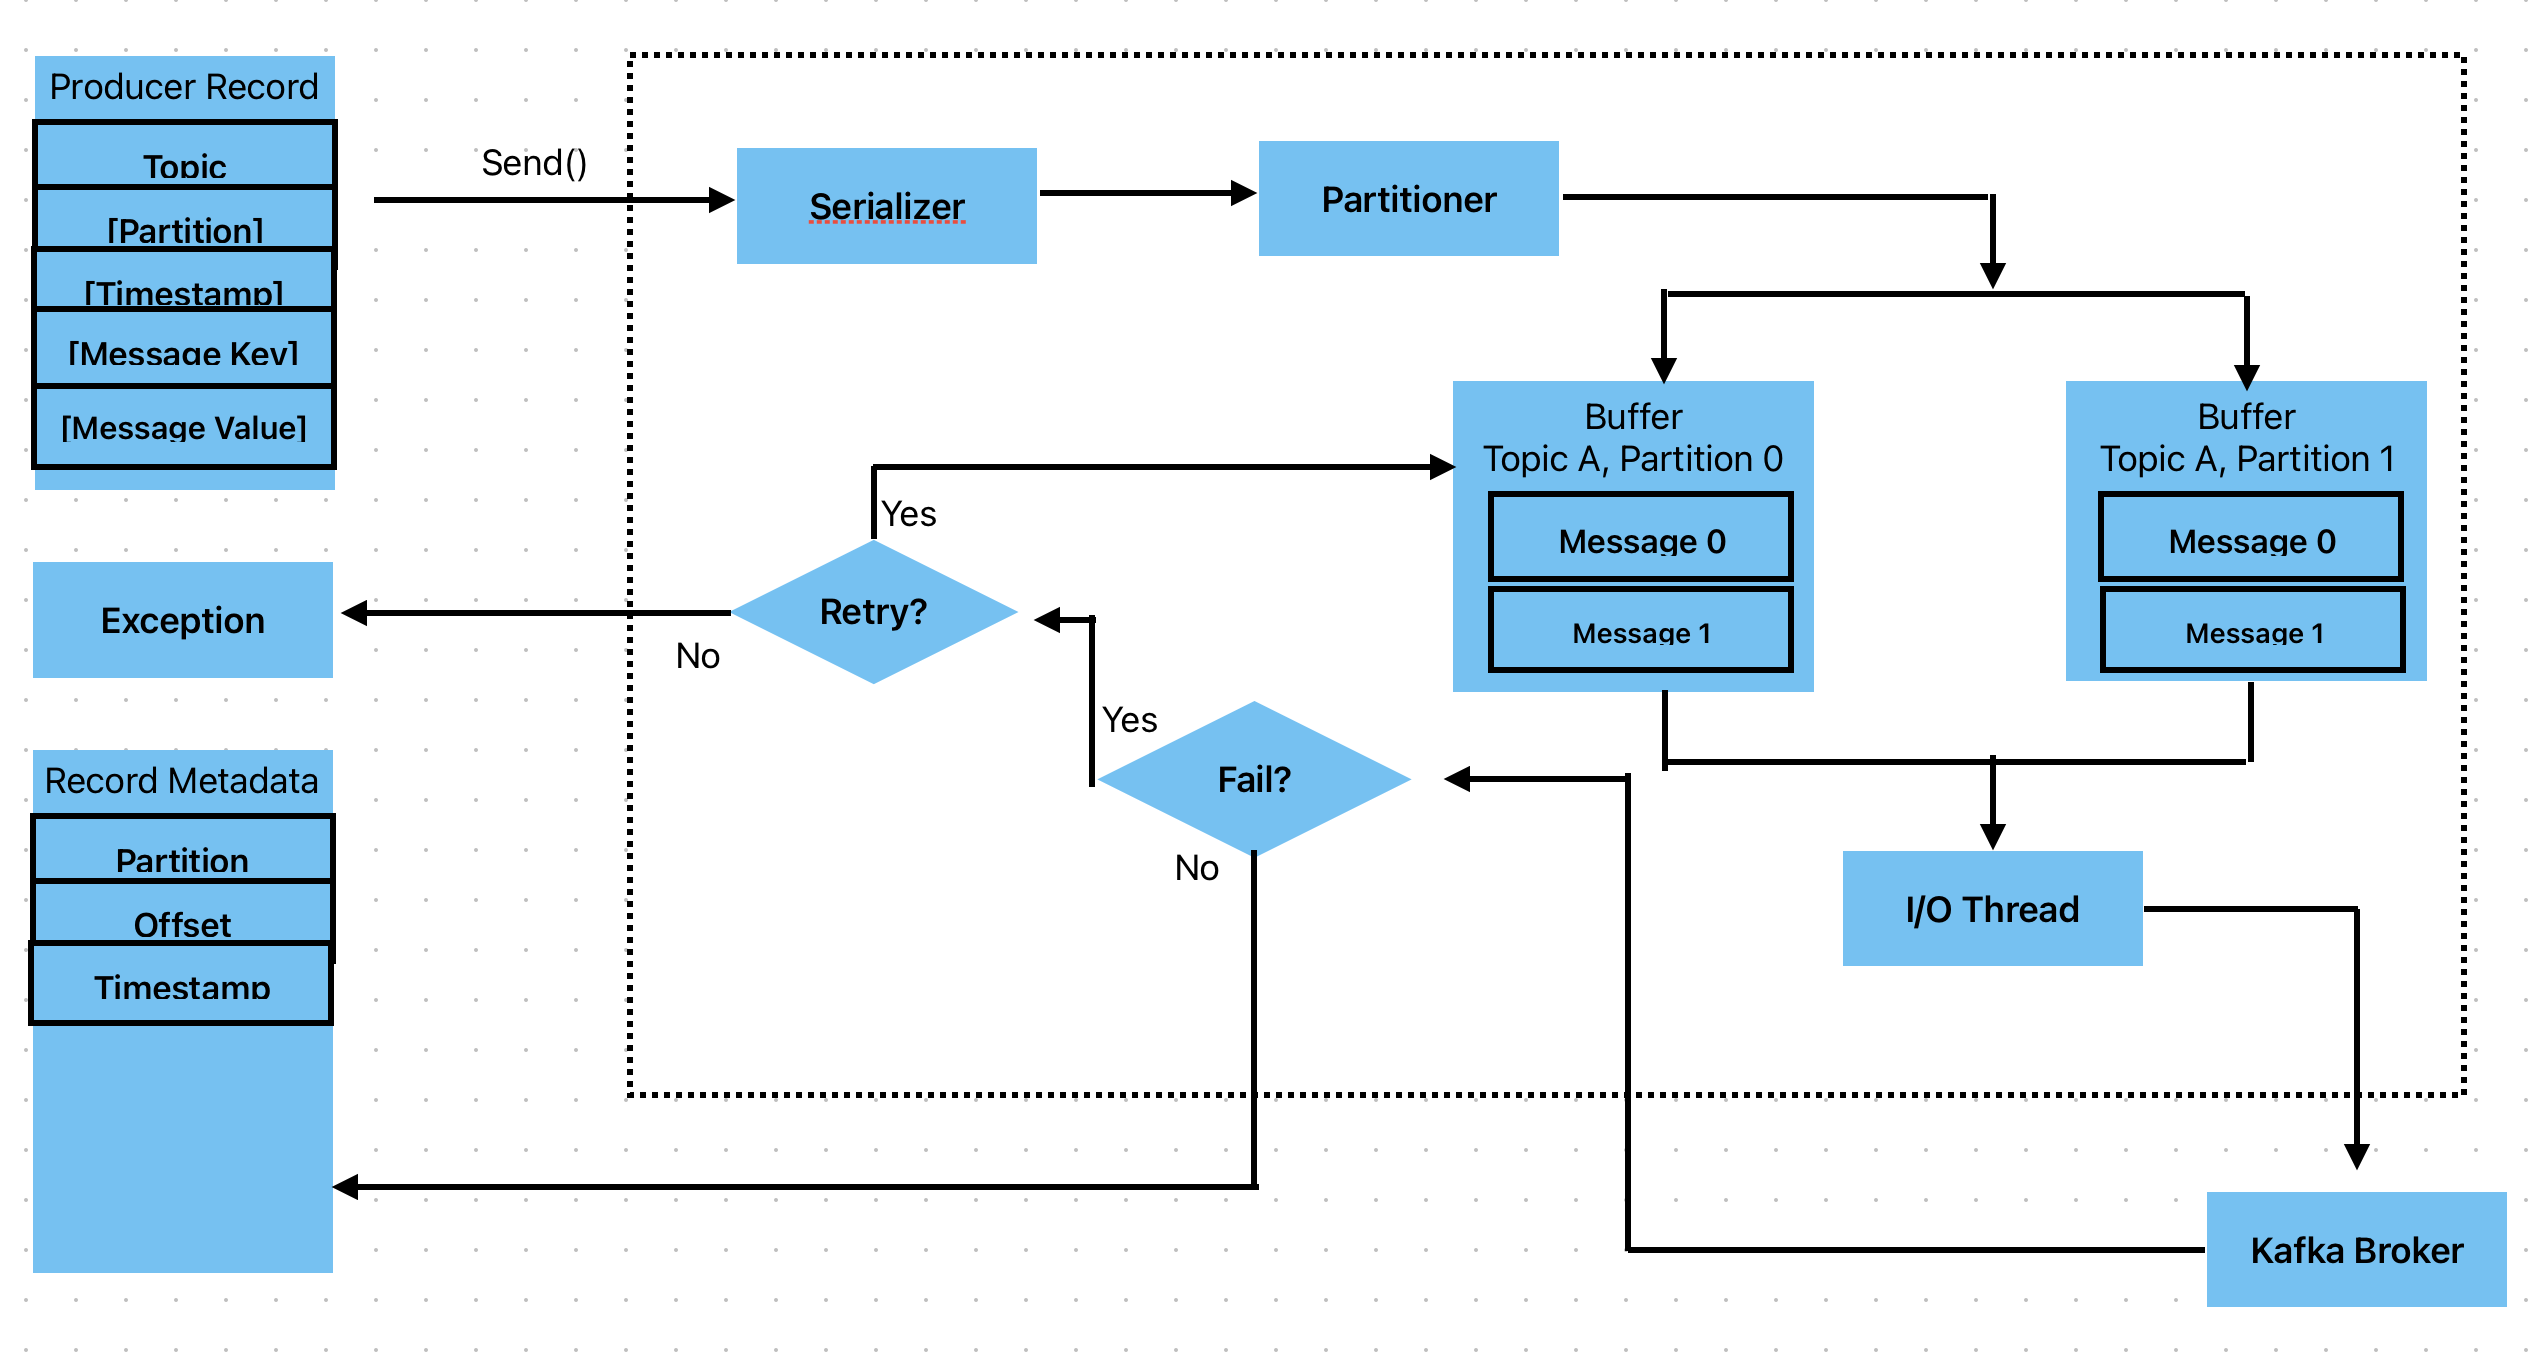 Producer Record
Topic
[Partition]
[Timestamp]
[Message Key]
[Message Value]
Send()
Serializer
Partitioner
Buffer
Topic A, Partition 0
Message 0
Message 1
Buffer
Topic A, Partition 1
Message 0
Message 1
Yes
Retry?
No
Exception
Yes
Fail?
No
Record Metadata
Partition
Offset
Timestamp
I/O Thread
Kafka Broker